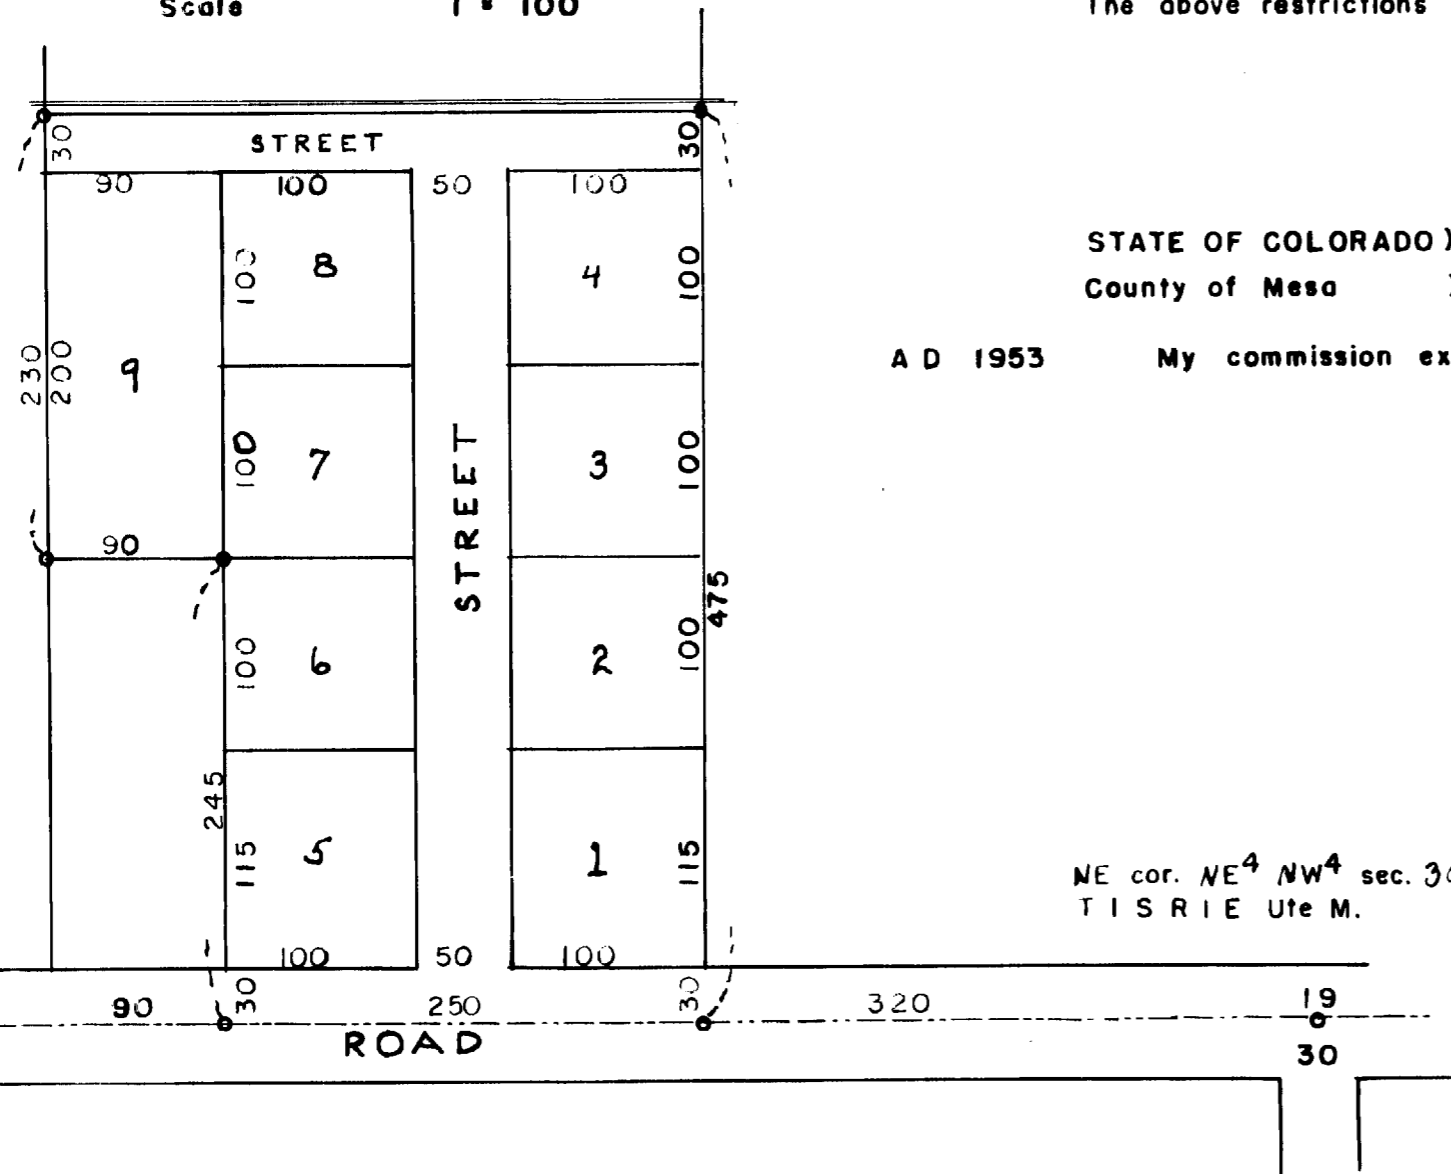 Scale 1" = 100
The above restrictions
30
STREET
30
90 100 50 100
100 8 4 100
STATE OF COLORADO)
County of Mesa
230 200 9
AD 1953 My commission ex
100 7 STREET 3 100
90
475
100 6 2 100
245
115 5 1 115
NE cor. NE4 NW4 sec. 30
T I S R I E Ute M.
100 50 100
90 30 250 30 320 19
ROAD
30